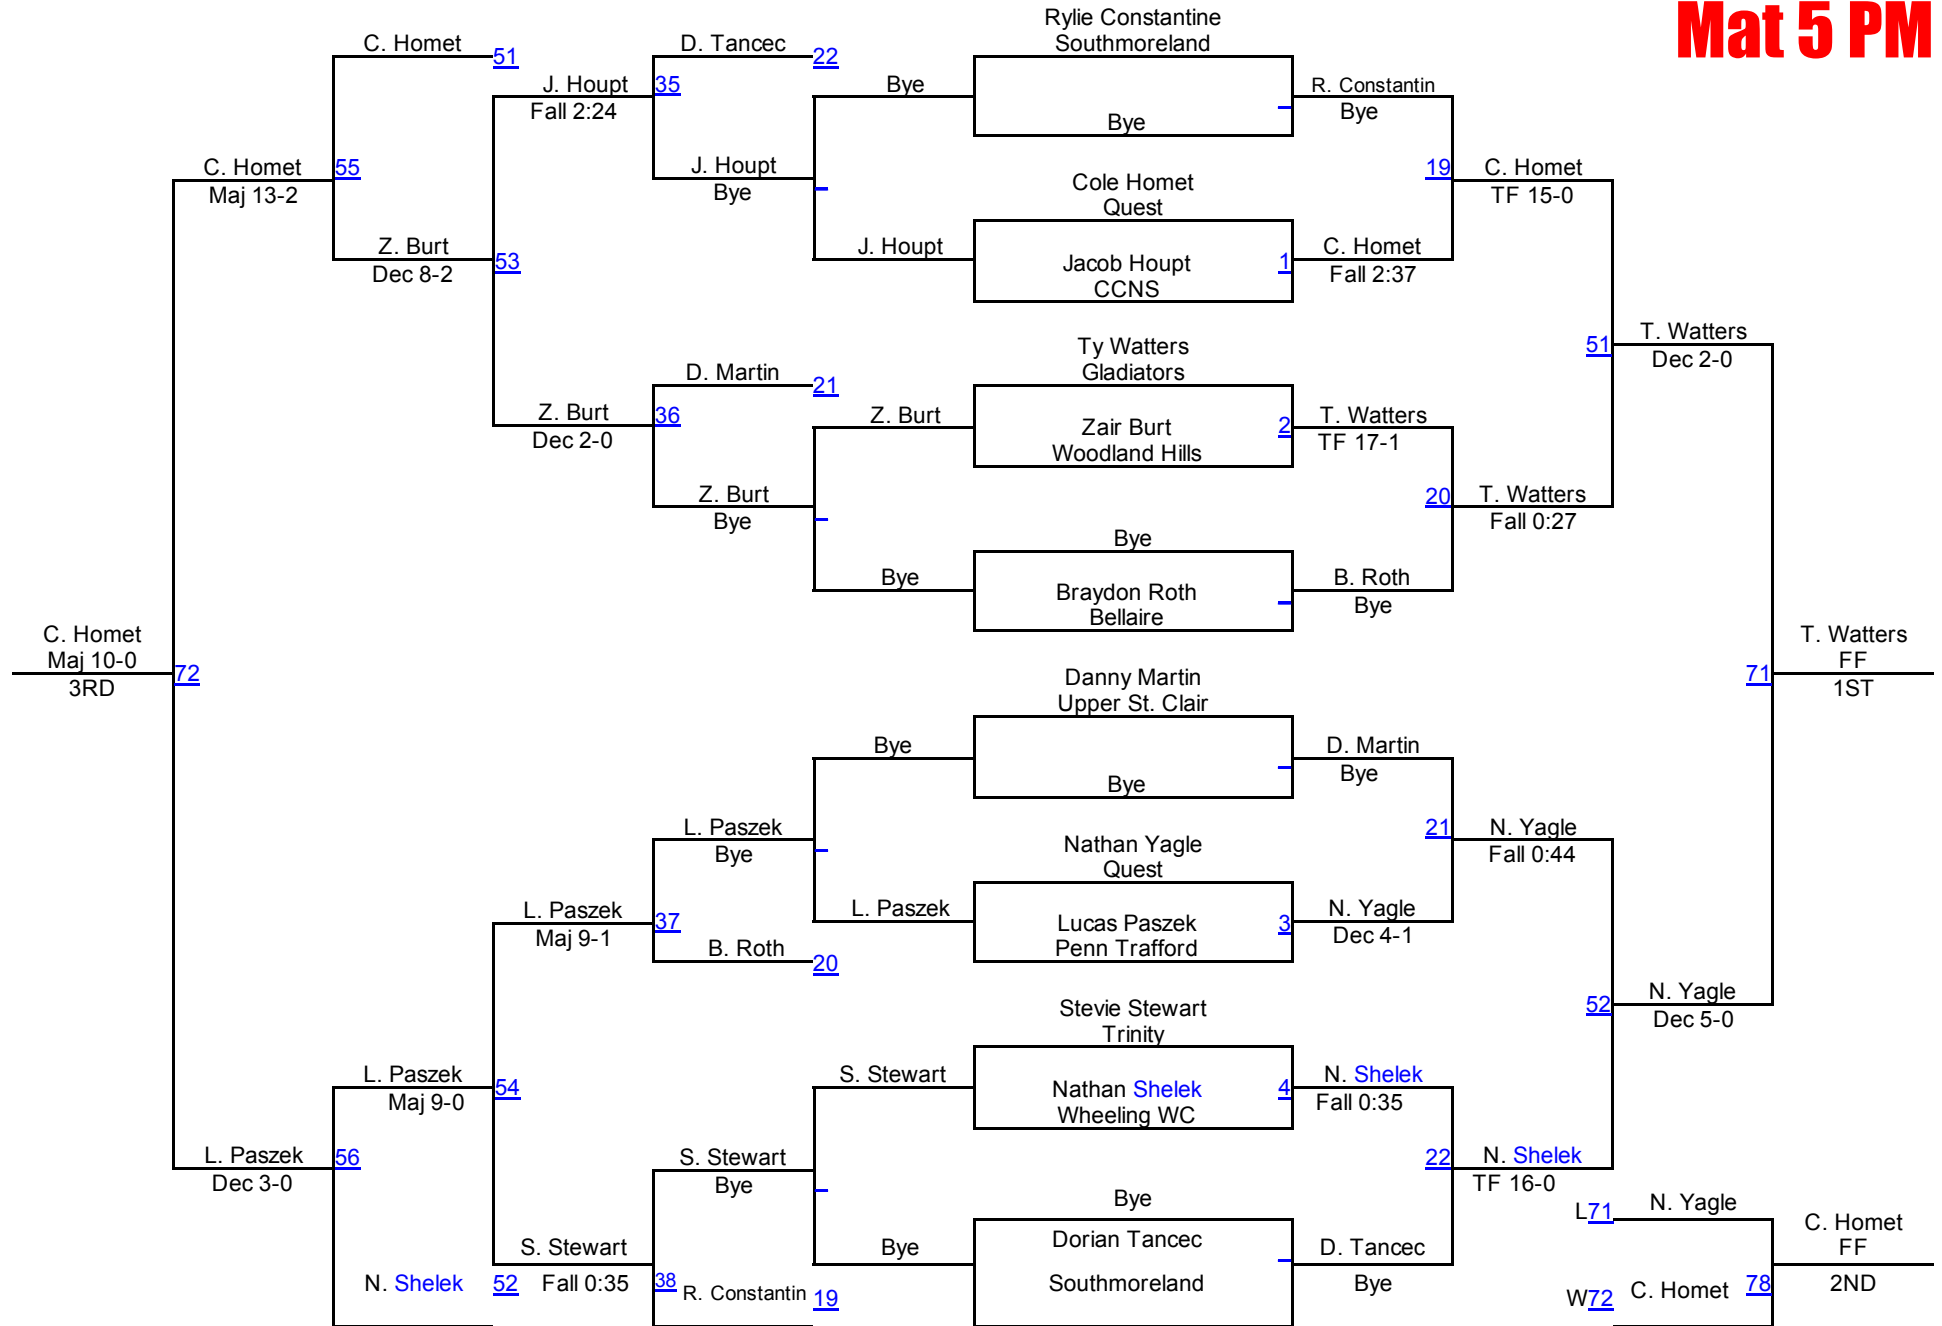 Mat 5 PM
Rylie Constantine
Southmoreland
C. Homet
51
D. Tancec
22
J. Houpt
35
Bye
R. Constantin
Fall 2:24
Bye
Bye
C. Homet
55
J. Houpt
19
C. Homet
Maj 13-2
Bye
Cole Homet
TF 15-0
Quest
Z. Burt
53
J. Houpt
Jacob Houpt
1
C. Homet
Dec 8-2
CCNS
Fall 2:37
Ty Watters
51
T. Watters
Gladiators
Dec 2-0
D. Martin
21
Z. Burt
36
Z. Burt
Zair Burt
2
T. Watters
Dec 2-0
Woodland Hills
TF 17-1
Z. Burt
20
T. Watters
Bye
Fall 0:27
Bye
Bye
Braydon Roth
B. Roth
Bellaire
Bye
C. Homet
T. Watters
Maj 10-0
FF
72
71
3RD
1ST
Danny Martin
Upper St. Clair
Bye
D. Martin
Bye
Bye
L. Paszek
21
N. Yagle
Bye
Nathan Yagle
Fall 0:44
Quest
L. Paszek
37
L. Paszek
Lucas Paszek
3
N. Yagle
Maj 9-1
Penn Trafford
Dec 4-1
B. Roth
20
Stevie Stewart
52
N. Yagle
Trinity
Dec 5-0
L. Paszek
54
S. Stewart
Nathan Shelek
4
N. Shelek
Maj 9-0
Wheeling WC
Fall 0:35
L. Paszek
56
S. Stewart
22
N. Shelek
Dec 3-0
Bye
TF 16-0
Bye
L71
N. Yagle
S. Stewart
Bye
Dorian Tancec
D. Tancec
C. Homet
FF
N. Shelek
52
Fall 0:35
38
R. Constantin
19
Southmoreland
Bye
W72
C. Homet
78
2ND